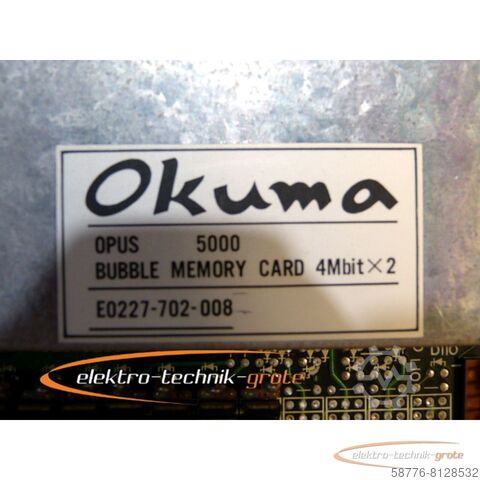 Okuma
OPUS 5000
BUBBLE MEMORY CARD 4Mbit×2
E0227-702-008
D110
elektro-technik-grote
elektro-technik-grote
58776-8128532